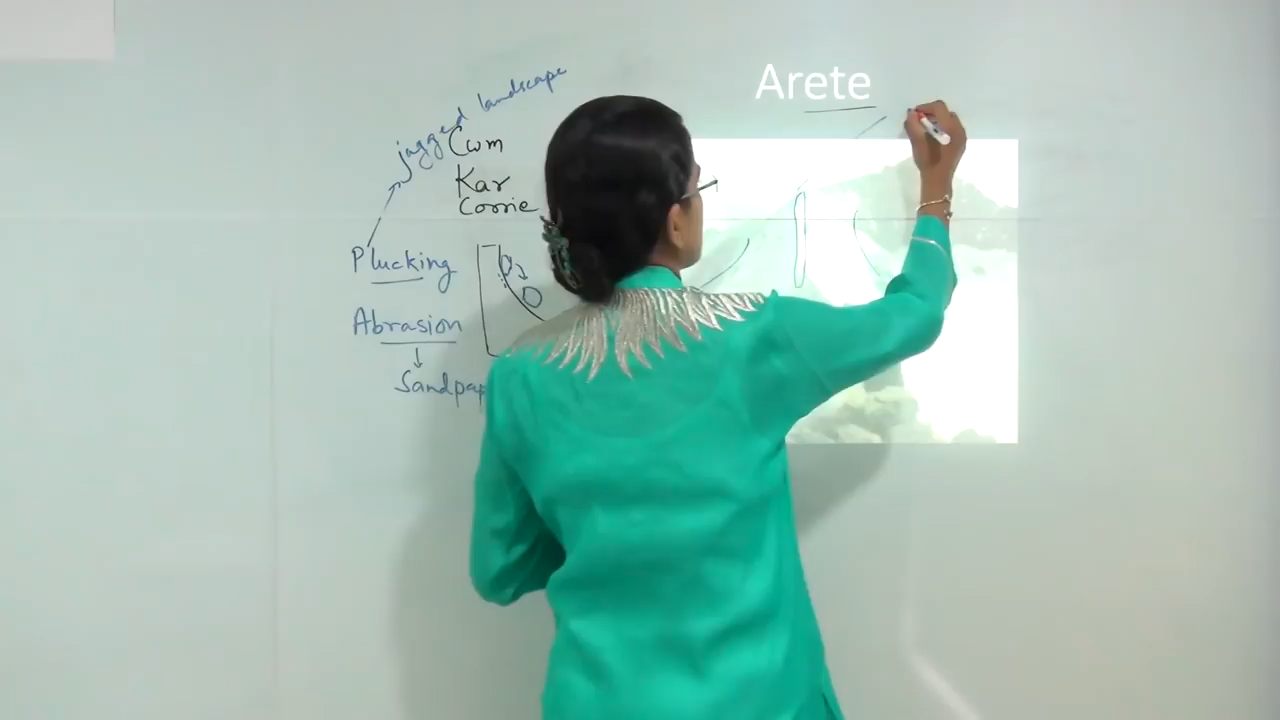 Arete
jagged landscape
Cwm
Kar
Corrie
Plucking
Abrasion
Sandpap